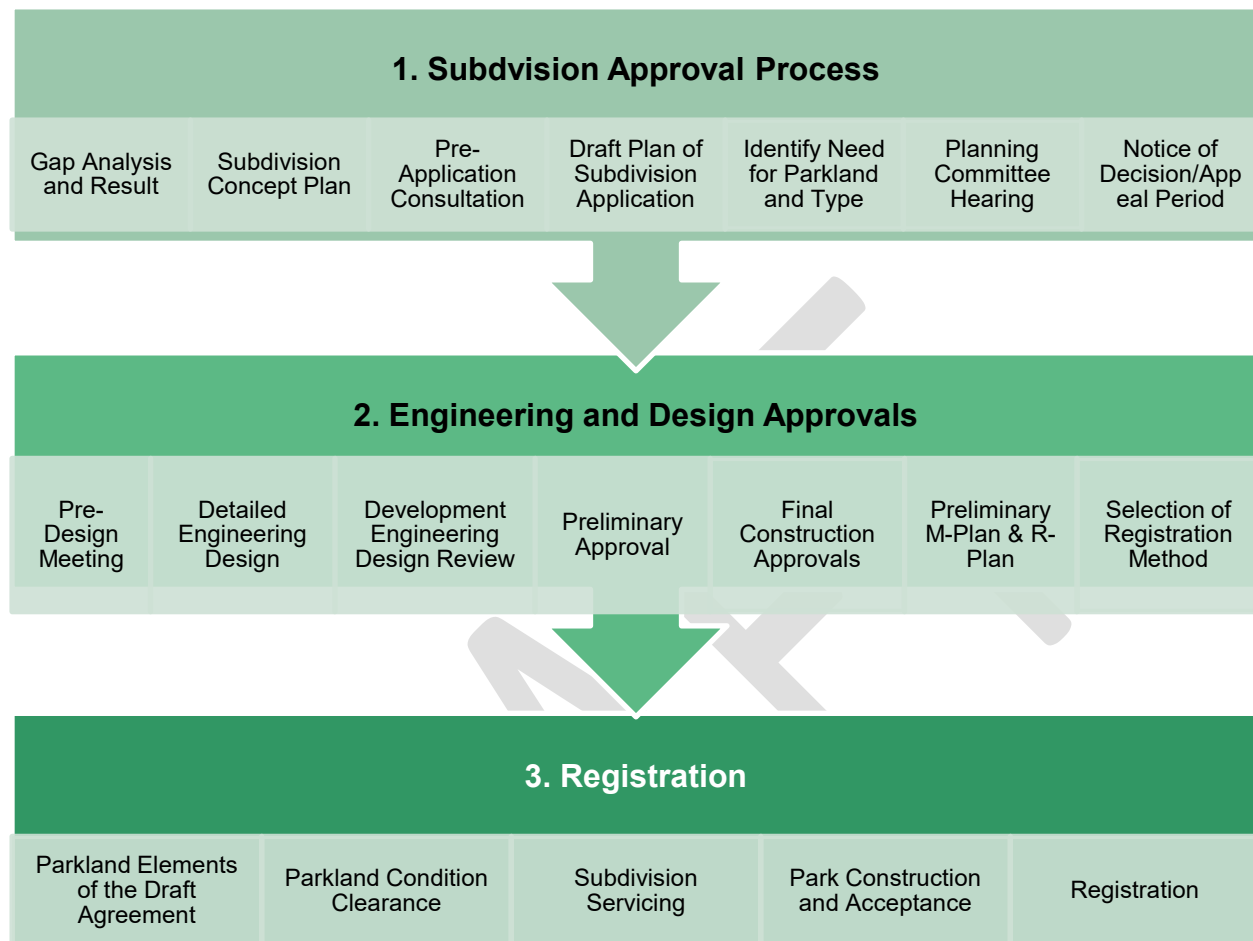 1. Subdvision Approval Process
Gap Analysis
and Result
Subdivision
Concept Plan
Pre-
Application
Consultation
Draft Plan of
Subdivision
Application
Identify Need
for Parkland
and Type
Planning
Committee
Hearing
Notice of
Decision/App
eal Period
2. Engineering and Design Approvals
Pre-
Design
Meeting
Detailed
Engineering
Design
Development
Engineering
Design Review
Preliminary
Approval
Final
Construction
Approvals
Preliminary
M-Plan & R-
Plan
Selection of
Registration
Method
3. Registration
Parkland Elements
of the Draft
Agreement
Parkland Condition
Clearance
Subdivision
Servicing
Park Construction
and Acceptance
Registration